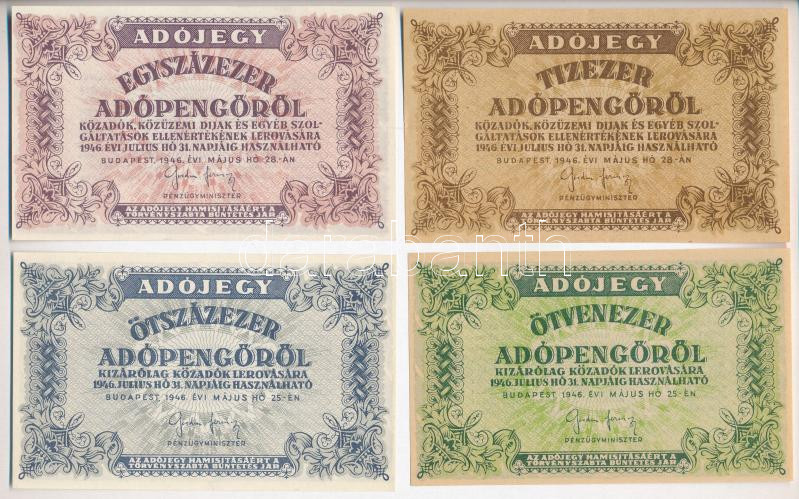 ADÓJEGY
EGYSZÁZEZER
ADÓPENGŐRŐL
KÖZADÓK, KÖZÜZEMI DIJAK ÉS EGYÉB SZOL-
GÁLTATÁSOK ELLENÉRTÉKÉNEK LEROVÁSÁRA
1946. ÉVI JULIUS HÓ 31. NAPJÁIG HASZNÁLHATÓ
BUDAPEST, 1946. ÉVI MÁJUS HÓ 28.-ÁN
PÉNZÜGYMINISZTER
AZ ADÓJEGY HAMISITÁSÁÉRT A
TÖRVÉNYSZABTA BÜNTETÉS JÁR
ADÓJEGY
TIZEZER
ADÓPENGŐRŐL
KÖZADÓK, KÖZÜZEMI DIJAK ÉS EGYÉB SZOL-
GÁLTATÁSOK ELLENÉRTÉKÉNEK LEROVÁSÁRA
1946. ÉVI JULIUS HÓ 31. NAPJÁIG HASZNÁLHATÓ
BUDAPEST, 1946. ÉVI MÁJUS HÓ 28.-ÁN
PÉNZÜGYMINISZTER
AZ ADÓJEGY HAMISITÁSÁÉRT A
TÖRVÉNYSZABTA BÜNTETÉS JÁR
darabanth
ADÓJEGY
ÖTSZÁZEZER
ADÓPENGŐRŐL
KIZÁRÓLAG KÖZADÓK LEROVÁSÁRA
1946. JULIUS HÓ 31. NAPJÁIG HASZNÁLHATÓ
BUDAPEST, 1946. ÉVI MÁJUS HÓ 25.-ÉN
PÉNZÜGYMINISZTER
AZ ADÓJEGY HAMISITÁSÁÉRT A
TÖRVÉNYSZABTA BÜNTETÉS JÁR
ADÓJEGY
ÖTVENEZER
ADÓPENGŐRŐL
KIZÁRÓLAG KÖZADÓK LEROVÁSÁRA
1946. JULIUS HÓ 31. NAPJÁIG HASZNÁLHATÓ
BUDAPEST, 1946. ÉVI MÁJUS HÓ 25.-ÉN
PÉNZÜGYMINISZTER
AZ ADÓJEGY HAMISITÁSÁÉRT A
TÖRVÉNYSZABTA BÜNTETÉS JÁR